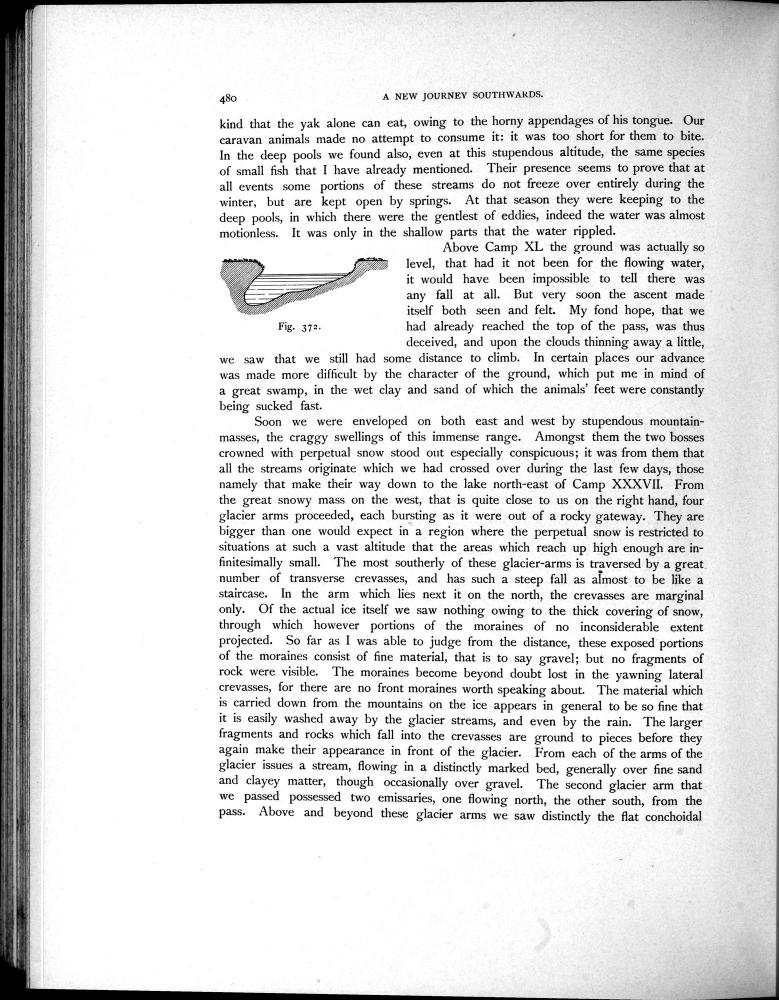 480
A NEW JOURNEY SOUTHWARDS.
kind that the yak alone can eat, owing to the horny appendages of his tongue. Our
caravan animals made no attempt to consume it: it was too short for them to bite.
In the deep pools we found also, even at this stupendous altitude, the same species
of small fish that I have already mentioned. Their presence seems to prove that at
all events some portions of these streams do not freeze over entirely during the
winter, but are kept open by springs. At that season they were keeping to the
deep pools, in which there were the gentlest of eddies, indeed the water was almost
motionless. It was only in the shallow parts that the water rippled.
Above Camp XL the ground was actually so
level, that had it not been for the flowing water,
it would have been impossible to tell there was
any fall at all. But very soon the ascent made
itself both seen and felt. My fond hope, that we
Fig. 372.
had already reached the top of the pass, was thus
deceived, and upon the clouds thinning away a little,
we saw that we still had some distance to climb. In certain places our advance
was made more difficult by the character of the ground, which put me in mind of
a great swamp, in the wet clay and sand of which the animals' feet were constantly
being sucked fast.
Soon we were enveloped on both east and west by stupendous mountain-
masses, the craggy swellings of this immense range. Amongst them the two bosses
crowned with perpetual snow stood out especially conspicuous; it was from them that
all the streams originate which we had crossed over during the last few days, those
namely that make their way down to the lake north-east of Camp XXXVII. From
the great snowy mass on the west, that is quite close to us on the right hand, four
glacier arms proceeded, each bursting as it were out of a rocky gateway. They are
bigger than one would expect in a region where the perpetual snow is restricted to
situations at such a vast altitude that the areas which reach up high enough are in-
finitesimally small. The most southerly of these glacier-arms is traversed by a great
number of transverse crevasses, and has such a steep fall as almost to be like a
staircase. In the arm which lies next it on the north, the crevasses are marginal
only. Of the actual ice itself we saw nothing owing to the thick covering of snow,
through which however portions of the moraines of no inconsiderable extent
projected. So far as I was able to judge from the distance, these exposed portions
of the moraines consist of fine material, that is to say gravel; but no fragments of
rock were visible. The moraines become beyond doubt lost in the yawning lateral
crevasses, for there are no front moraines worth speaking about. The material which
is carried down from the mountains on the ice appears in general to be so fine that
it is easily washed away by the glacier streams, and even by the rain. The larger
fragments and rocks which fall into the crevasses are ground to pieces before they
again make their appearance in front of the glacier. From each of the arms of the
glacier issues a stream, flowing in a distinctly marked bed, generally over fine sand
and clayey matter, though occasionally over gravel. The second glacier arm that
we passed possessed two emissaries, one flowing north, the other south, from the
pass. Above and beyond these glacier arms we saw distinctly the flat conchoidal